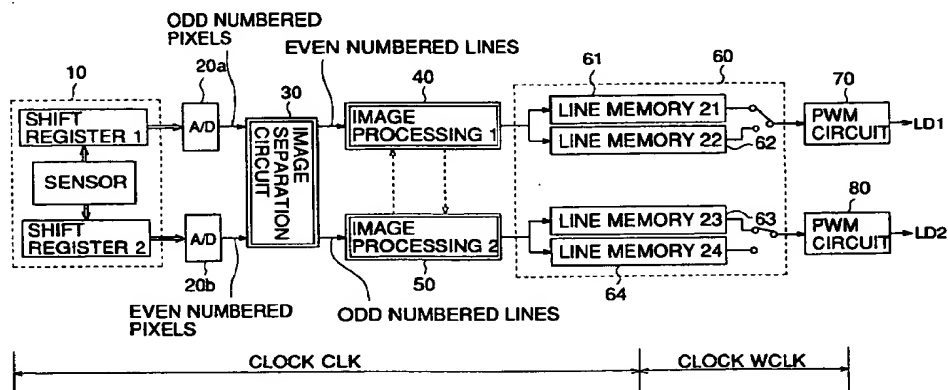 ODD NUMBERED
PIXELS
EVEN NUMBERED LINES
10
20a
30
40
61
60
70
SHIFT
REGISTER 1
A/D
IMAGE
SEPARATION
CIRCUIT
IMAGE
PROCESSING 1
LINE MEMORY 21
LINE MEMORY 22
62
PWM
CIRCUIT
LD1
SENSOR
80
SHIFT
REGISTER 2
A/D
IMAGE
PROCESSING 2
LINE MEMORY 23
63
LINE MEMORY 24
PWM
CIRCUIT
LD2
20b
50
64
EVEN NUMBERED
PIXELS
ODD NUMBERED LINES
CLOCK CLK
CLOCK WCLK